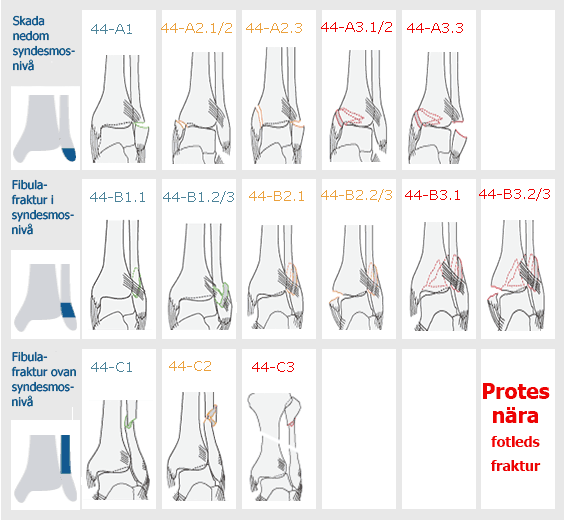 Skada
nedom
syndesmos-
nivå
44-A1
44-A2.1/2
44-A2.3
44-A3.1/2
44-A3.3
Fibula-
fraktur i
syndesmos-
nivå
44-B1.1
44-B1.2/3
44-B2.1
44-B2.2/3
44-B3.1
44-B3.2/3
Fibula-
fraktur ovan
syndesmos-
nivå
44-C1
44-C2
44-C3
Protes
nära
fotleds
fraktur